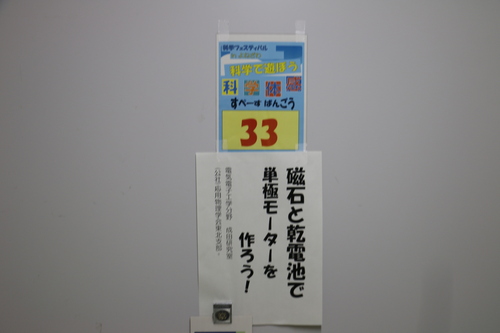 科学フェスティバル
科学で遊ぼう
科
すぺーす ばんごう
33
磁石と乾電池で
単極モーターを
作ろう！
電気電子工学分野 成田研究室
(公社)応用物理学会東北支部